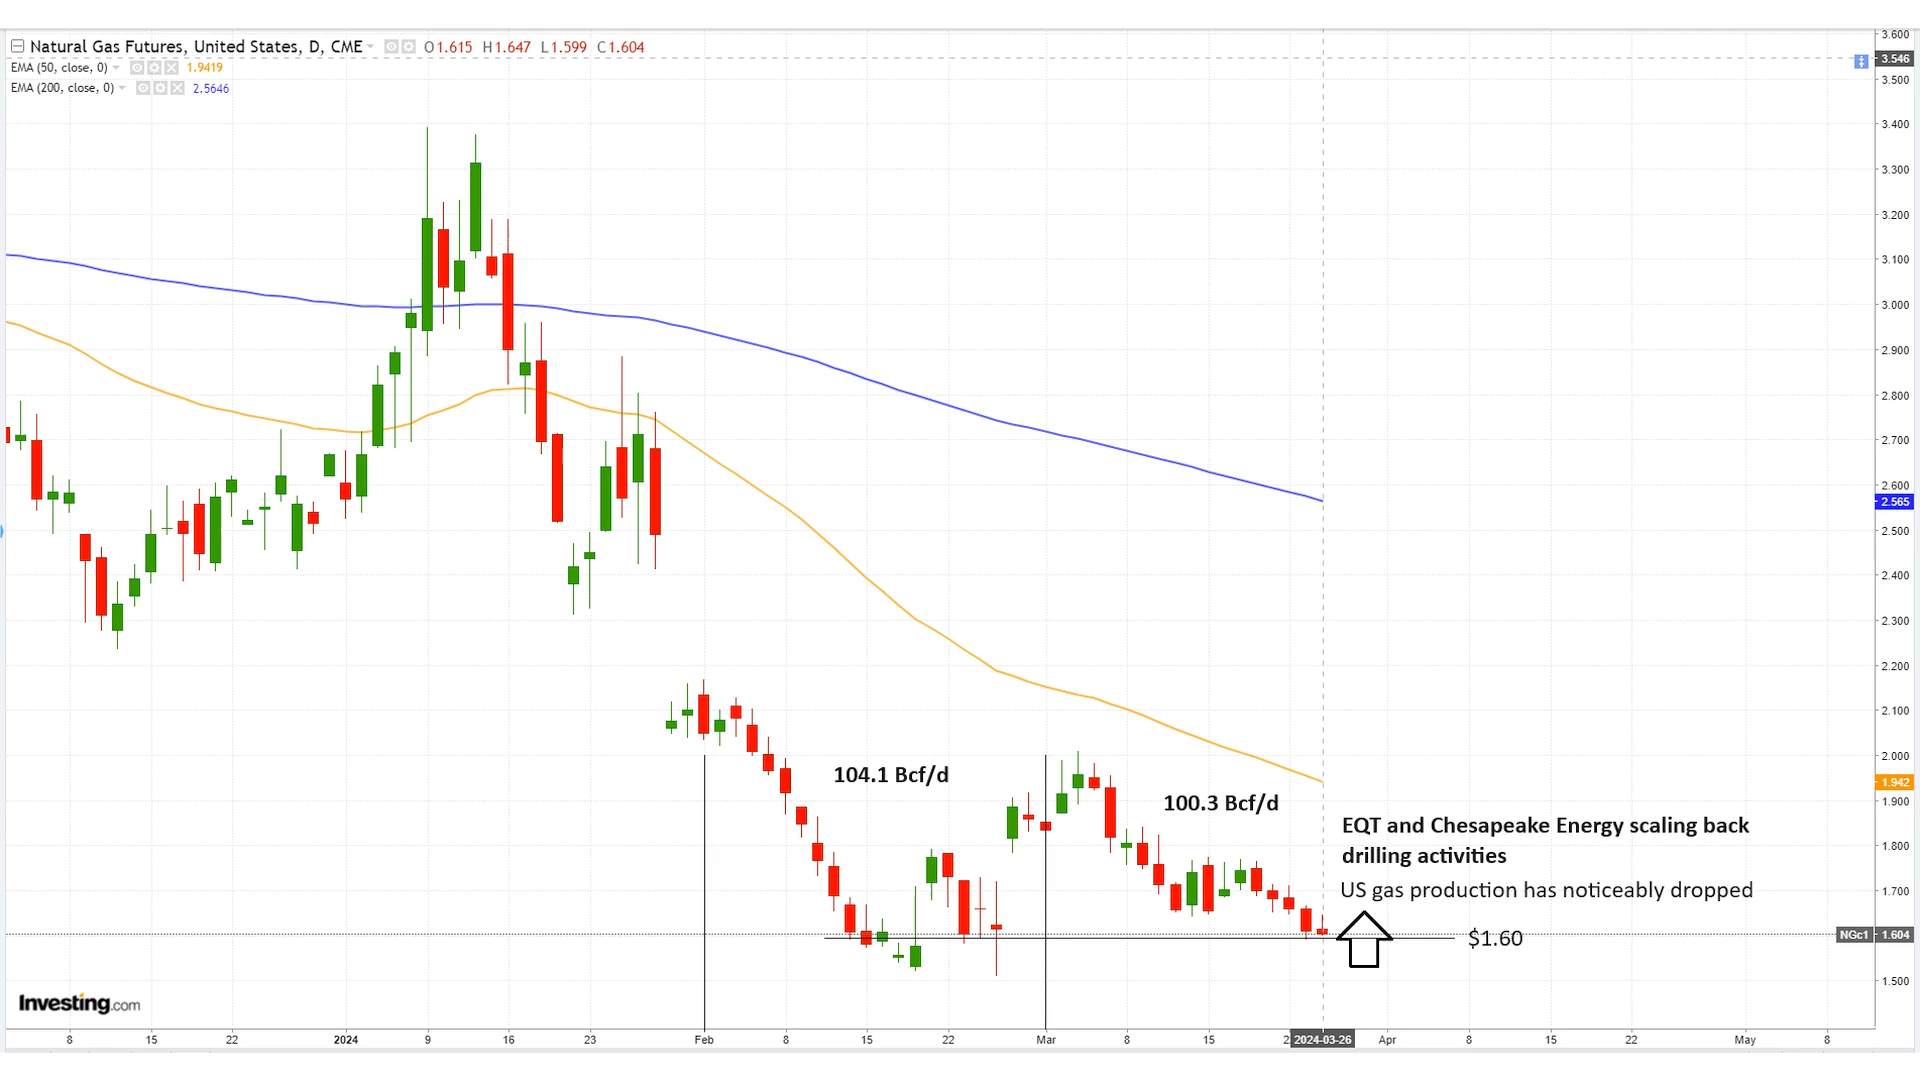 Natural Gas Futures, United States, D, CME O1.615 H1.647 L1.599 C1.604
EMA (50, close, 0) 1.9419
EMA (200, close, 0) 2.5646
3.600
3.546
3.500
3.400
3.300
3.200
3.100
3.000
2.900
2.800
2.700
2.600
2.565
2.500
2.400
2.300
2.200
2.100
2.000
1.942
1.900
1.800
1.700
NGc1 1.604
1.500
104.1 Bcf/d
100.3 Bcf/d
EQT and Chesapeake Energy scaling back
drilling activities
US gas production has noticeably dropped
$1.60
Investing.com
8 15 22 2024 9 16 23 Feb 8 15 22 Mar 8 15 2 2024-03-26 Apr 8 15 22 May 8